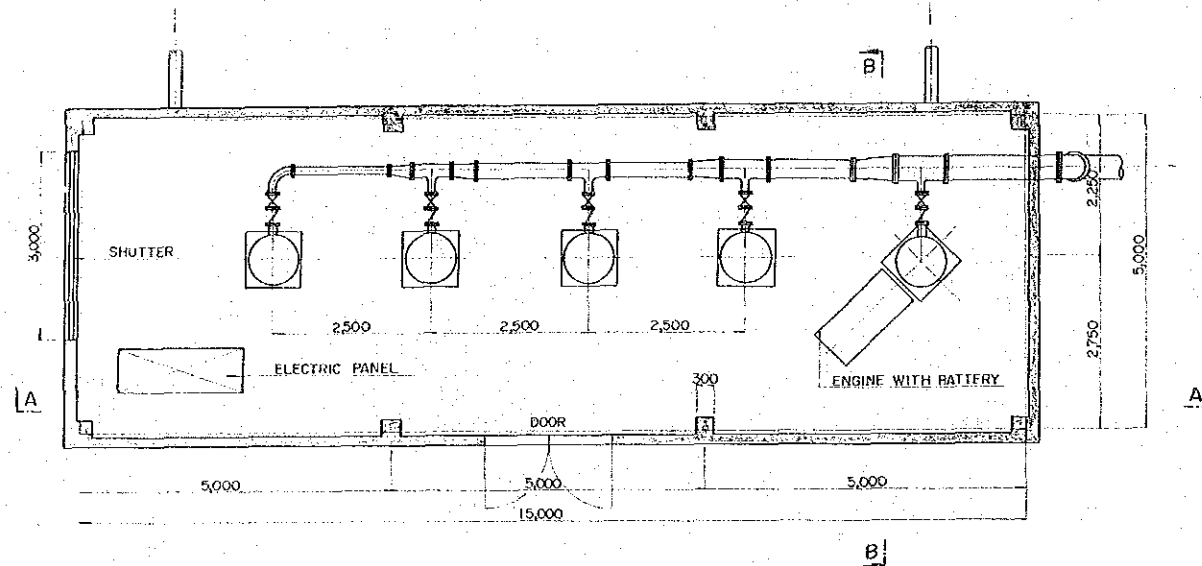 B
2,250
5,000
3,000
SHUTTER
2,500
2,500
2,500
2,750
ELECTRIC PANEL
300
ENGINE WITH BATTERY
A
A
DOOR
5,000
5,000
5,000
15,000
B